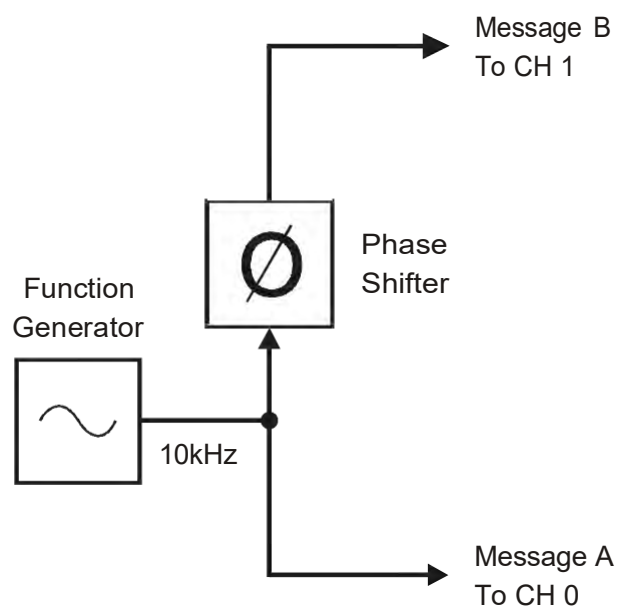 Message B
To CH 1
Phase
Shifter
Function
Generator
10kHz
Message A
To CH 0